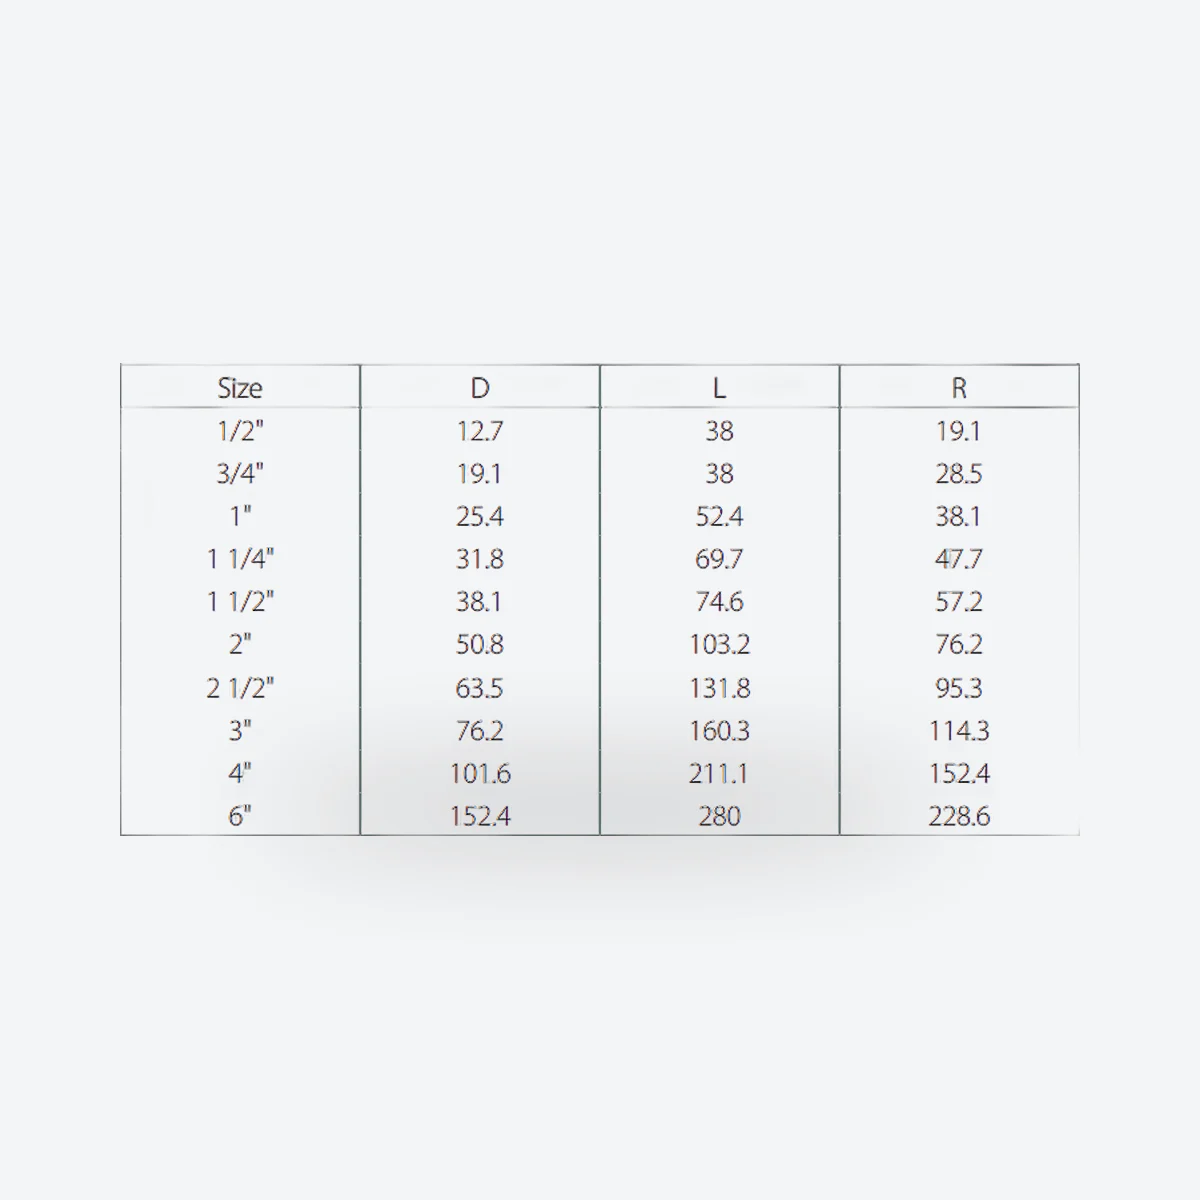 Size D L R
1/2" 12.7 38 19.1
3/4" 19.1 38 28.5
1" 25.4 52.4 38.1
1 1/4" 31.8 69.7 47.7
1 1/2" 38.1 74.6 57.2
2" 50.8 103.2 76.2
2 1/2" 63.5 131.8 95.3
3" 76.2 160.3 114.3
4" 101.6 211.1 152.4
6" 152.4 280 228.6